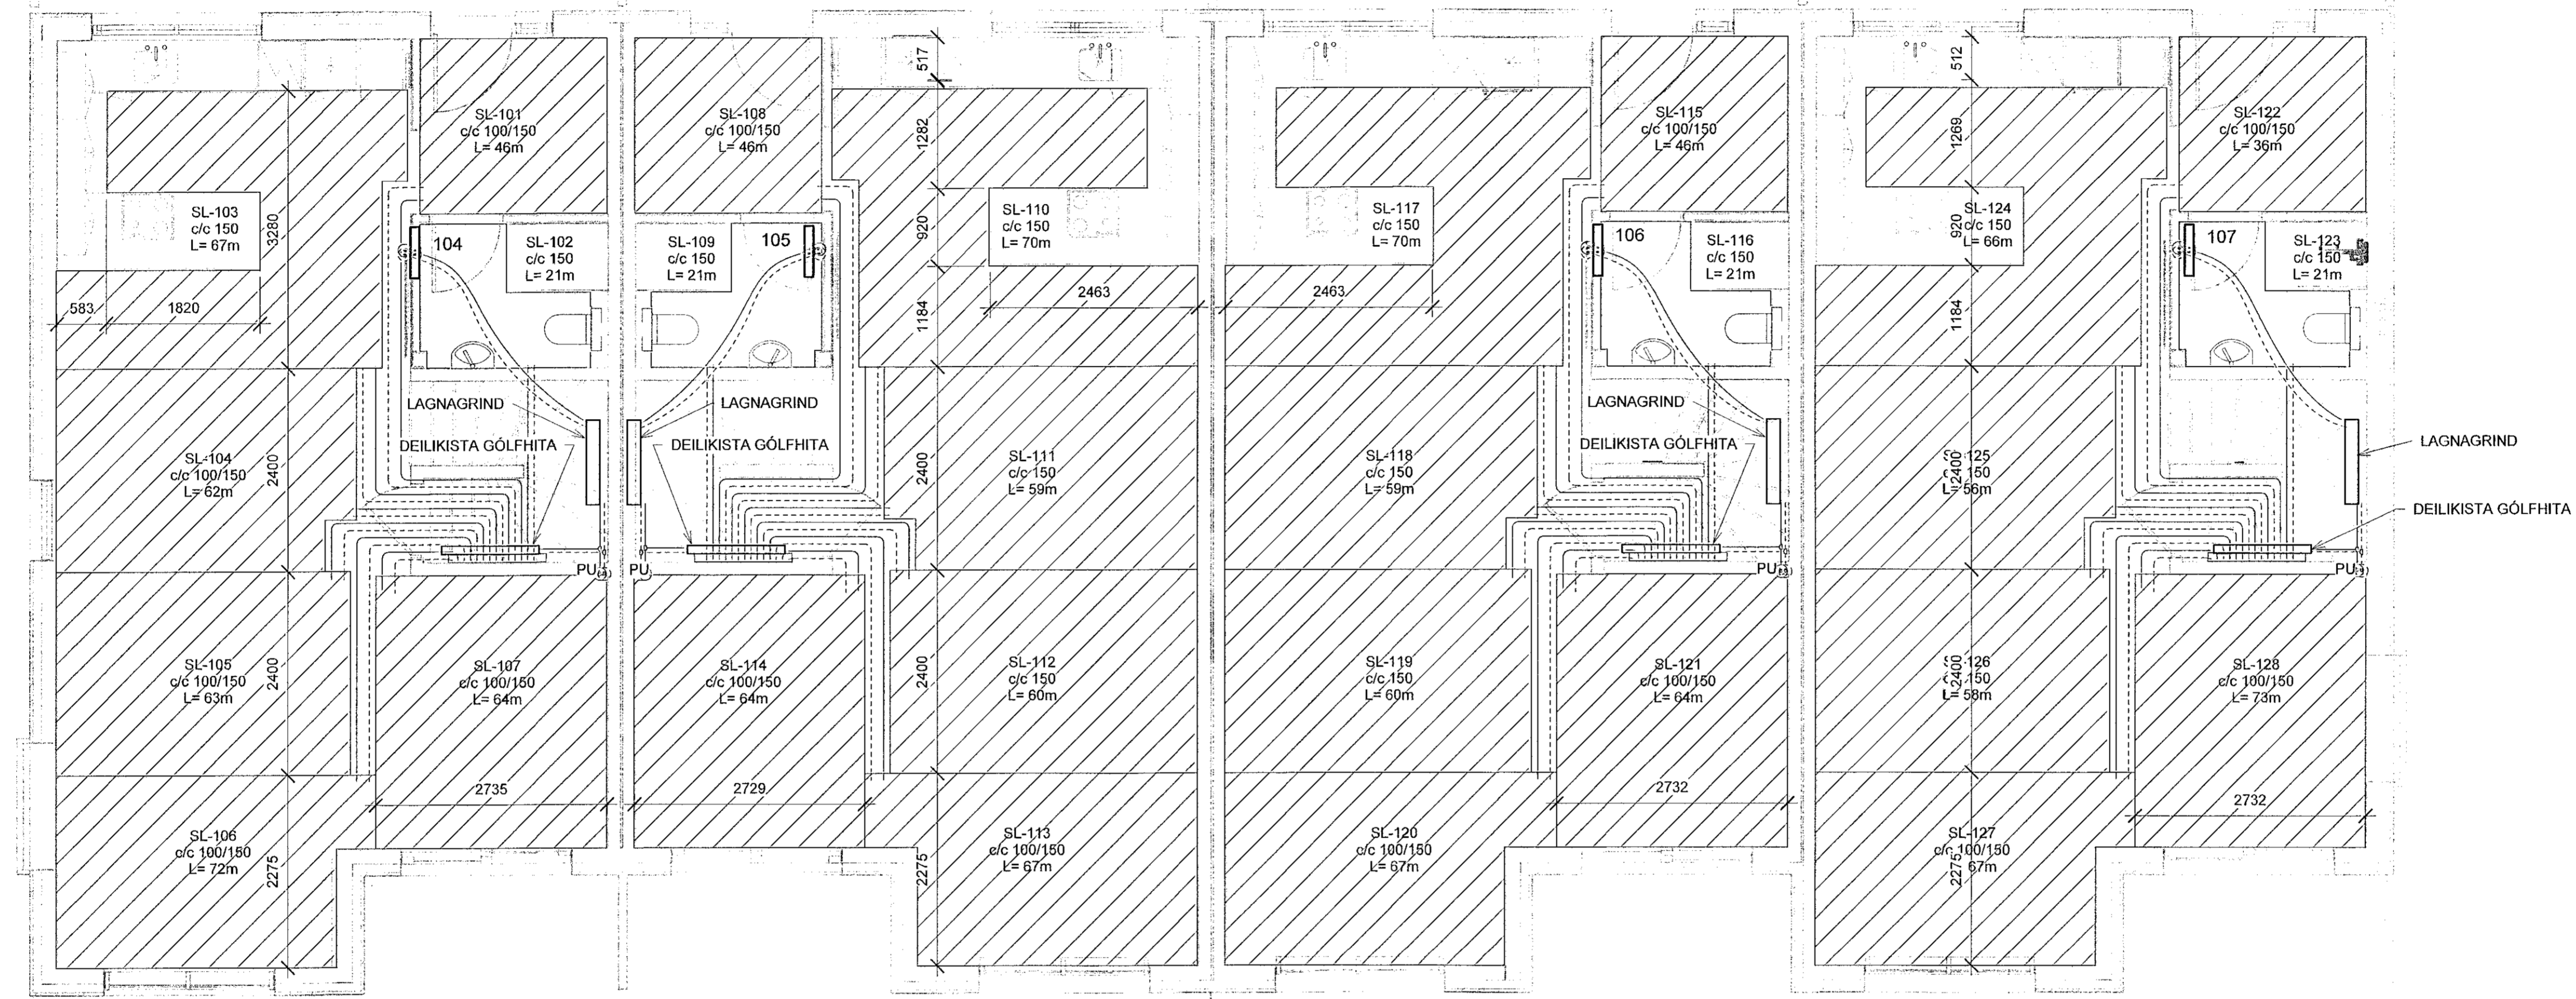 SL-101
c/c 100/150
L= 46m
SL-108
c/c 100/150
L= 46m
517
1282
SL-115
c/c 100/150
L= 46m
512
1269
SL-122
c/c 100/150
L= 36m
SL-103
c/c 150
L= 67m
3280
104
SL-102
c/c 150
L= 21m
SL-109
c/c 150
L= 21m
105
920
SL-110
c/c 150
L= 70m
SL-117
c/c 150
L= 70m
106
SL-116
c/c 150
L= 21m
920
SL-124
c/c 150
L= 66m
107
SL-123
c/c 150
L= 21m
583
1820
1184
2463
2463
1184
LAGNAGRIND
DEILIKISTA GÓLFHITA
LAGNAGRIND
DEILIKISTA GÓLFHITA
LAGNAGRIND
DEILIKISTA GÓLFHITA
LAGNAGRIND
DEILIKISTA GÓLFHITA
SL-104
c/c 100/150
L= 62m
2400
2400
SL-111
c/c 150
L= 59m
SL-118
c/c 150
L= 59m
2400
SL-125
c/c 150
L= 56m
PU
PU
PU
PU
SL-105
c/c 100/150
L= 63m
2400
SL-107
c/c 100/150
L= 64m
SL-114
c/c 100/150
L= 64m
2400
SL-112
c/c 150
L= 60m
SL-119
c/c 150
L= 60m
SL-121
c/c 100/150
L= 64m
2400
SL-126
c/c 150
L= 58m
SL-128
c/c 100/150
L= 73m
2735
2729
2732
2732
SL-106
c/c 100/150
L= 72m
2275
2275
SL-113
c/c 100/150
L= 67m
SL-120
c/c 100/150
L= 67m
2275
SL-127
c/c 100/150
L= 67m